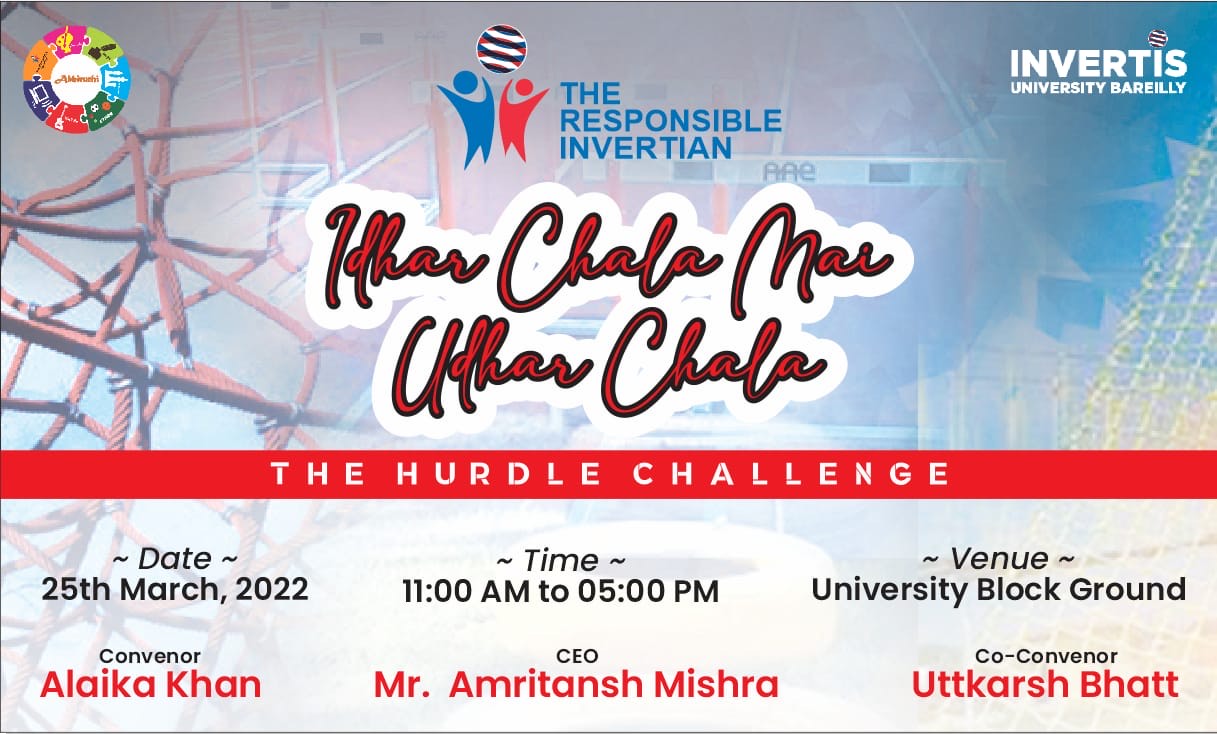 Abhiruchi
THE
RESPONSIBLE
INVERTIAN
INVERTIS
UNIVERSITY BAREILLY
Idhar Chala Mai
Udhar Chala
THE HURDLE CHALLENGE
~ Date ~
25th March, 2022
~ Time ~
11:00 AM to 05:00 PM
~ Venue ~
University Block Ground
Convenor
Alaika Khan
CEO
Mr. Amritansh Mishra
Co-Convenor
Uttkarsh Bhatt